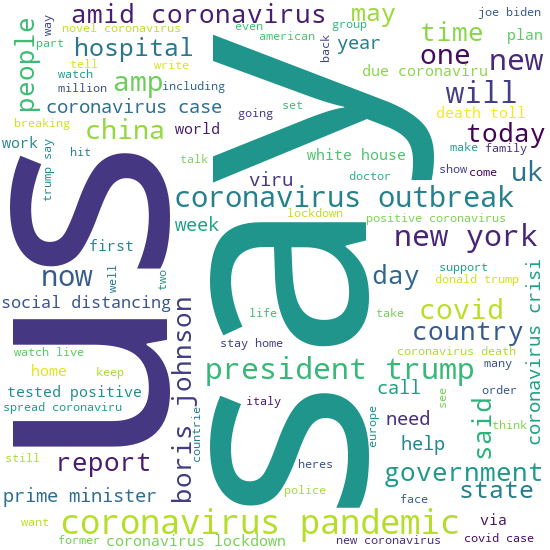 joe biden
amid coronavirus
may
novel coronavirus
way
part
people
even
group
american
back
time
plan
tell
write
hospital
year
one
new
watch
million
including
amp
due coronaviru
will
coronavirus case
going
set
death toll
breaking
china
world
today
work
hit
talk
white house
make
family
trump say
us
say
viru
doctor
show
come
uk
coronavirus outbreak
lockdown
positive coronavirus
week
first
new york
now
well
two
day
support
donald trump
coronavirus crisi
social distancing
life
take
covid
country
boris johnson
stay home
watch live
coronavirus death
home
keep
president trump
call
many
tested positive
order
spread coronaviru
italy
see
need
said
think
countrie
europe
help
still
report
heres
government
prime minister
police
face
state
want
coronavirus pandemic
via
former
coronavirus lockdown
new coronavirus
covid case